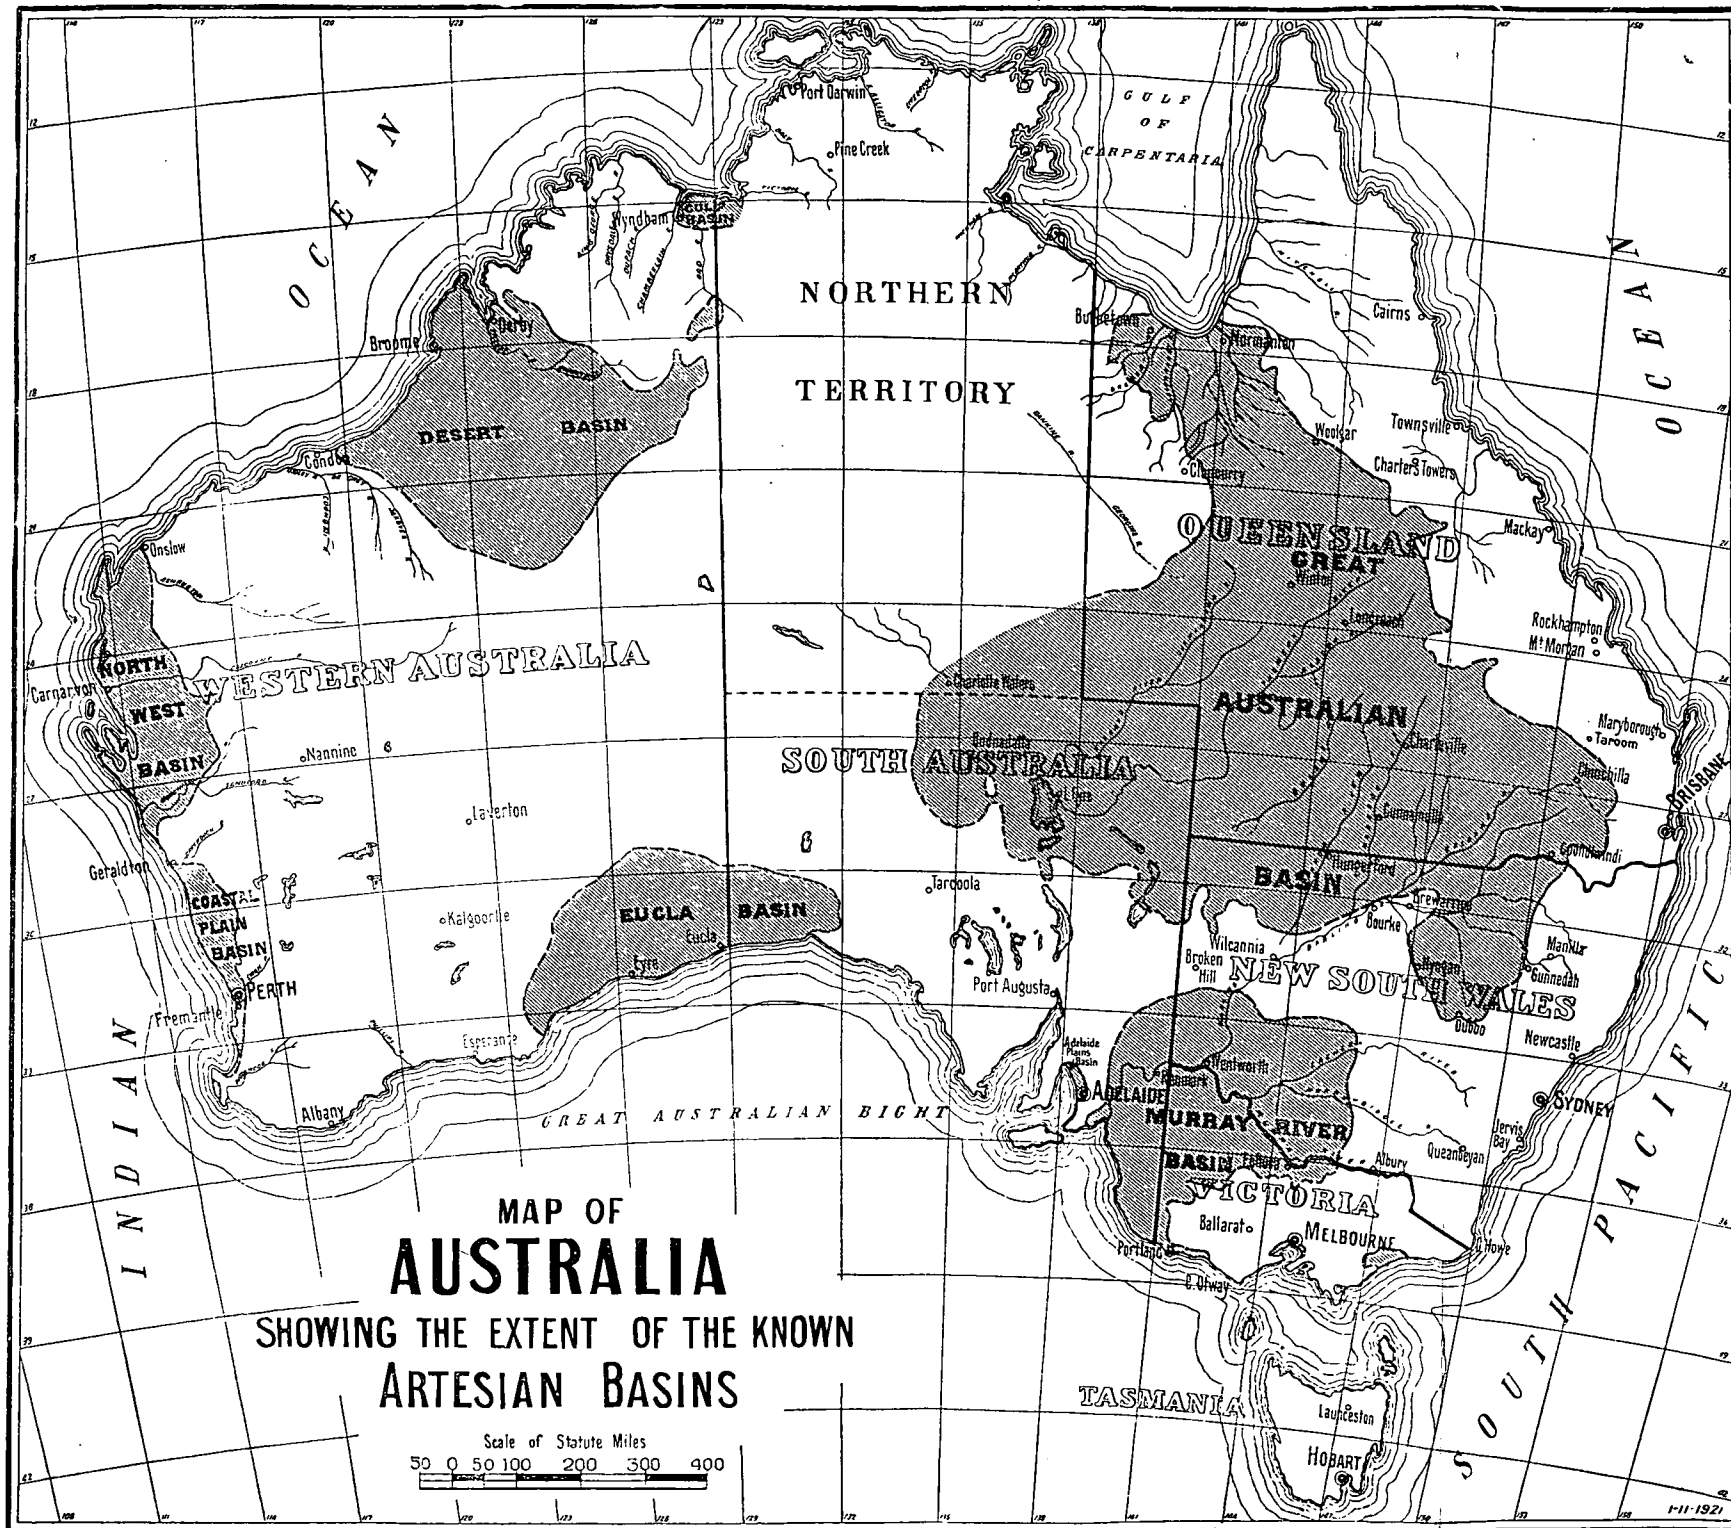 GULF
OF
CARPENTARIA
Port Darwin
Pine Creek
OCEAN
Wyndham
GULF
BASIN
NORTHERN
TERRITORY
Derby
Broome
DESERT BASIN
Burketown
Normanton
Cairns
OCEAN
Woolgar
Townsville
Charters Towers
Cloncurry
Condon
Onslow
QUEENSLAND
GREAT
Winton
Longreach
Mackay
Rockhampton
Mt Morgan
NORTH
WEST
BASIN
Carnarvon
WESTERN AUSTRALIA
Charlotte Waters
AUSTRALIAN
Charleville
Maryborough
Taroom
Nannine
SOUTH AUSTRALIA
Oodnadatta
L. Eyre
Chinchilla
BRISBANE
Cunnamulla
Laverton
Geraldton
Goondiwindi
Hungerford
BASIN
COASTAL
PLAIN
BASIN
EUCLA BASIN
Eucla
Eyre
Kalgoorlie
Tarcoola
Brewarrina
Bourke
DARLING
Wilcannia
Broken
Hill
Manilla
Gunnedah
Nyngan
NEW SOUTH WALES
Dubbo
Newcastle
Port Augusta
PERTH
Fremantle
Esperance
Albany
Adelaide
Plains
Basin
ADELAIDE
Renmark
Wentworth
RIVER
SYDNEY
Jervis
Bay
Queanbeyan
MURRAY RIVER
BASIN
Echuca
Albury
VICTORIA
Ballarat
MELBOURNE
Portland
C. Otway
C. Howe
GREAT AUSTRALIAN BIGHT
INDIAN
SOUTH PACIFIC
TASMANIA
Launceston
HOBART
MAP OF
AUSTRALIA
SHOWING THE EXTENT OF THE KNOWN
ARTESIAN BASINS
Scale of Statute Miles
50 0 50 100 200 300 400
1-11-1921